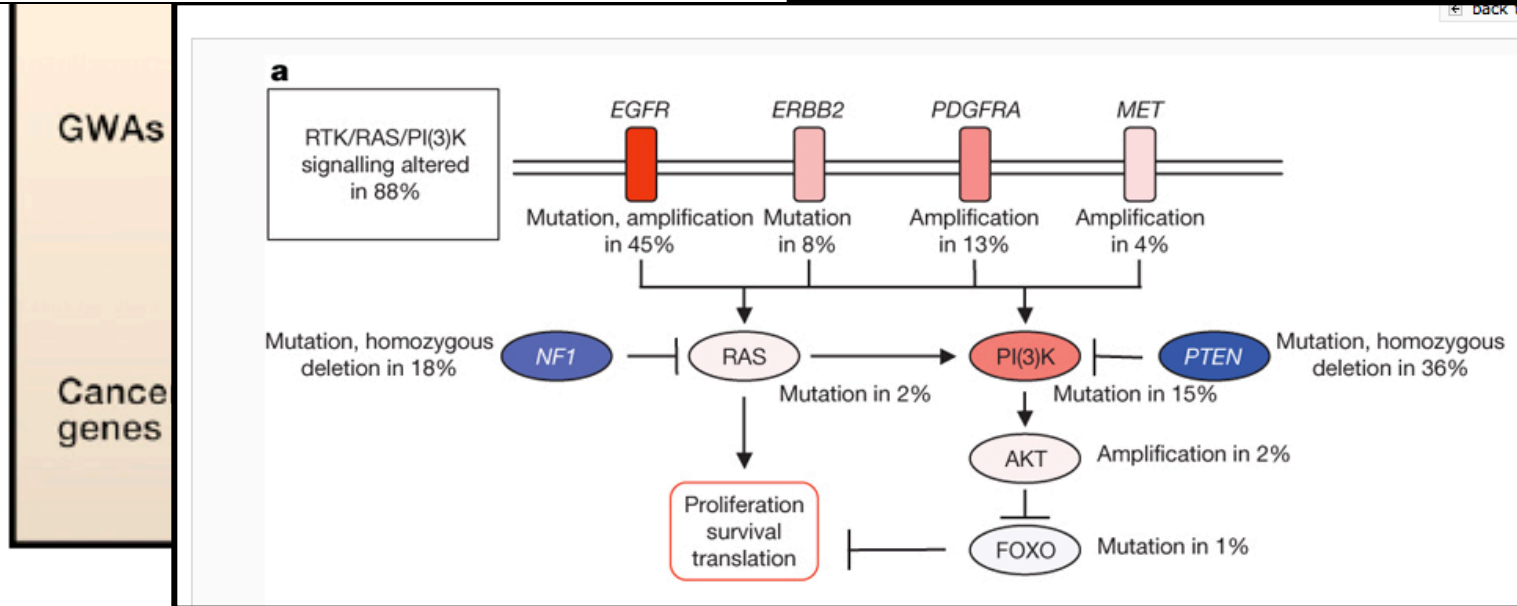 back
GWAs
Cance
genes
a
RTK/RAS/PI(3)K
signalling altered
in 88%
EGFR
ERBB2
PDGFRA
MET
Mutation, amplification
in 45%
Mutation
in 8%
Amplification
in 13%
Amplification
in 4%
Mutation, homozygous
deletion in 18%
NF1
RAS
Mutation in 2%
PI(3)K
Mutation in 15%
PTEN
Mutation, homozygous
deletion in 36%
AKT
Amplification in 2%
Proliferation
survival
translation
FOXO
Mutation in 1%